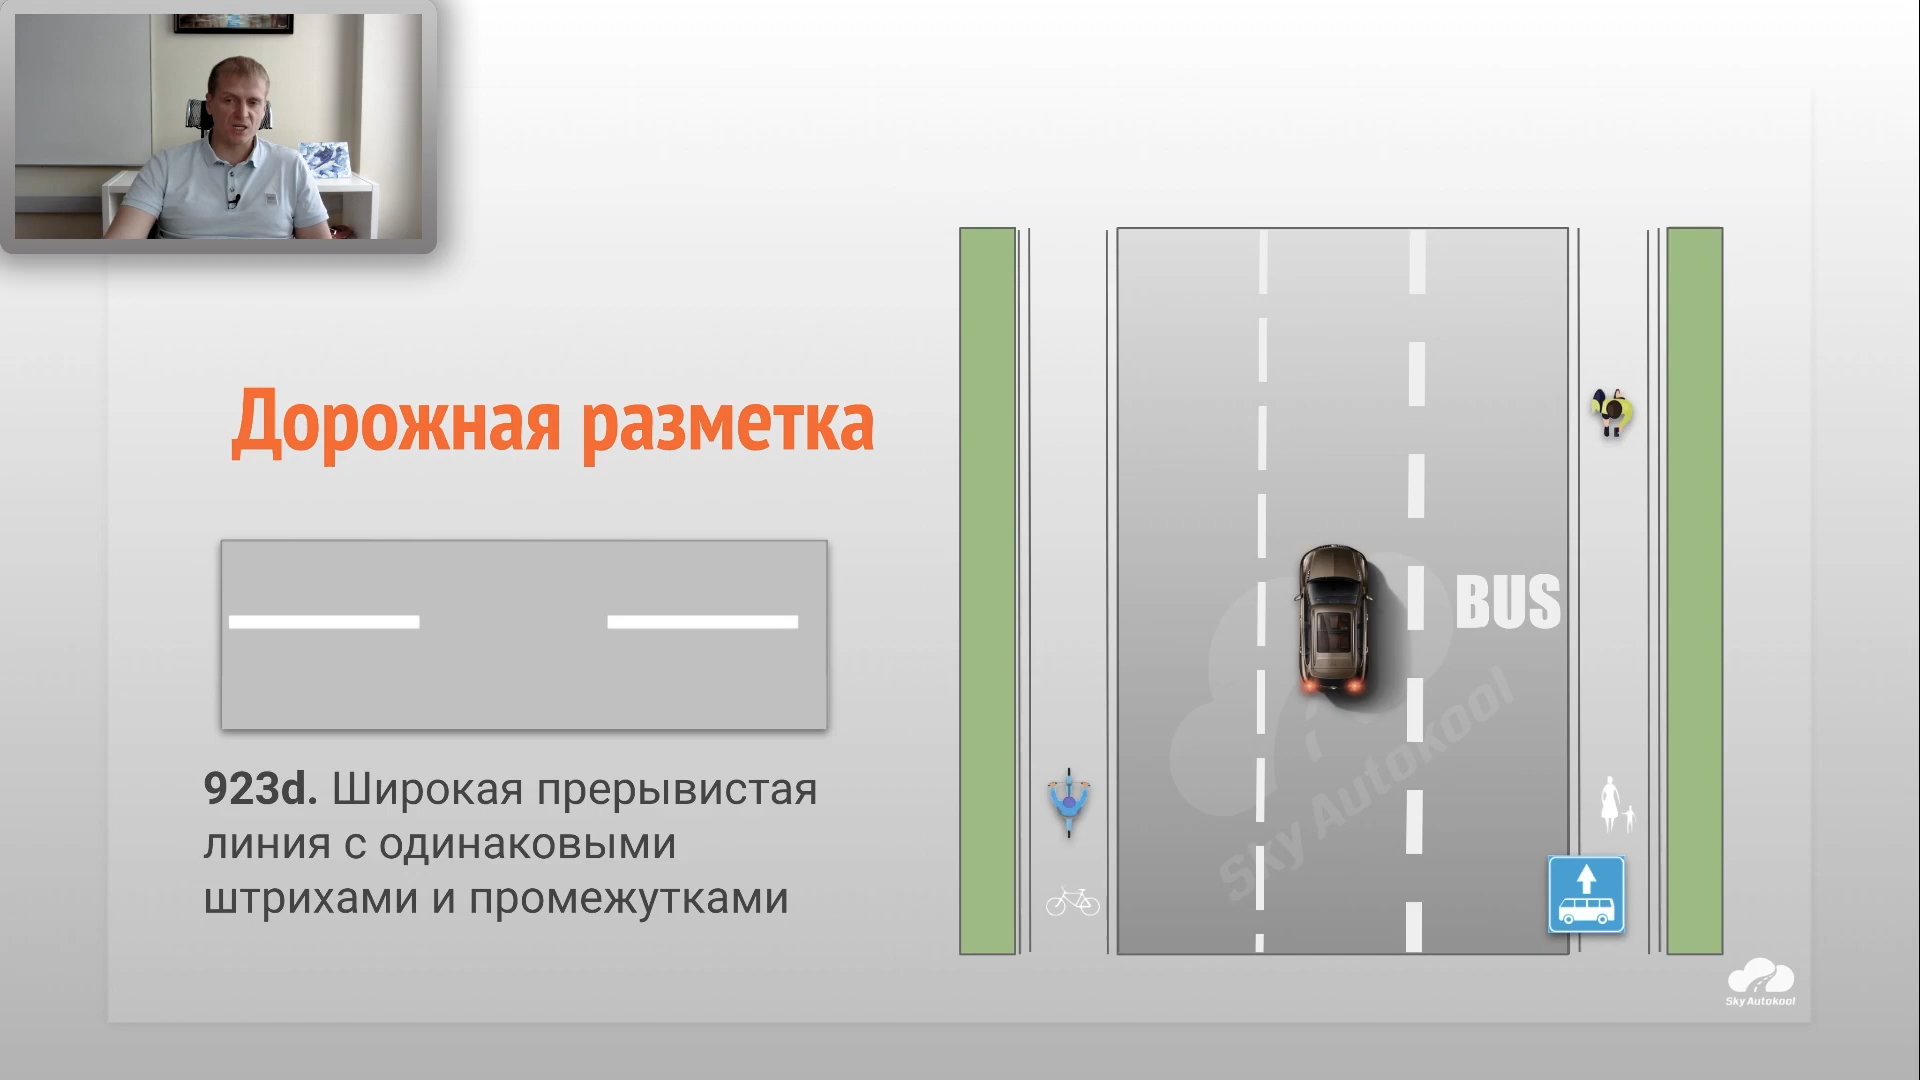 Дорожная разметка
923d. Широкая прерывистая
линия с одинаковыми
штрихами и промежутками
BUS
Sky Autokool
Sky Autokool